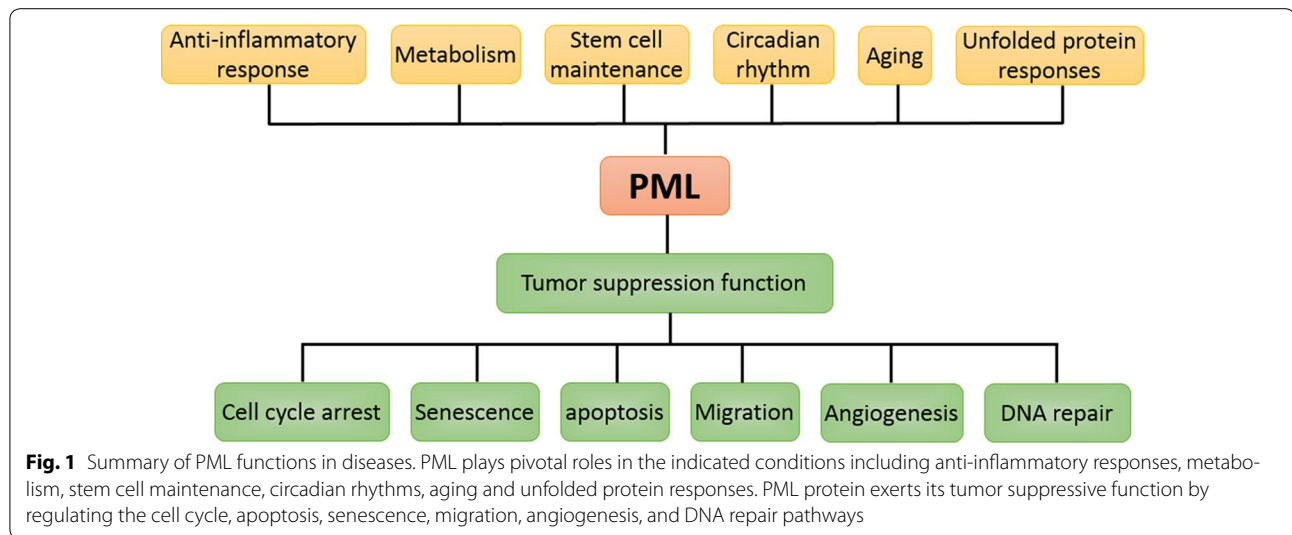 Anti-inflammatory
response
Metabolism
Stem cell
maintenance
Circadian
rhythm
Aging
Unfolded protein
responses
PML
Tumor suppression function
Cell cycle arrest
Senescence
apoptosis
Migration
Angiogenesis
DNA repair
Fig. 1 Summary of PML functions in diseases. PML plays pivotal roles in the indicated conditions including anti-inflammatory responses, metabo-
lism, stem cell maintenance, circadian rhythms, aging and unfolded protein responses. PML protein exerts its tumor suppressive function by
regulating the cell cycle, apoptosis, senescence, migration, angiogenesis, and DNA repair pathways